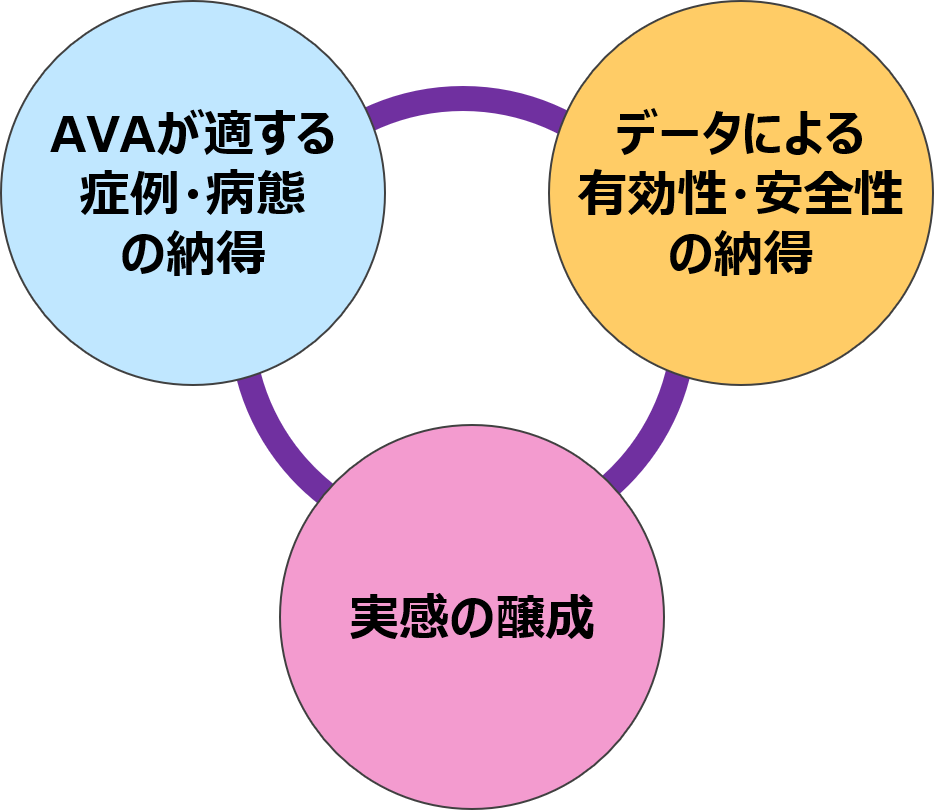 AVAが適する
症例・病態
の納得
データによる
有効性・安全性
の納得
実感の醸成